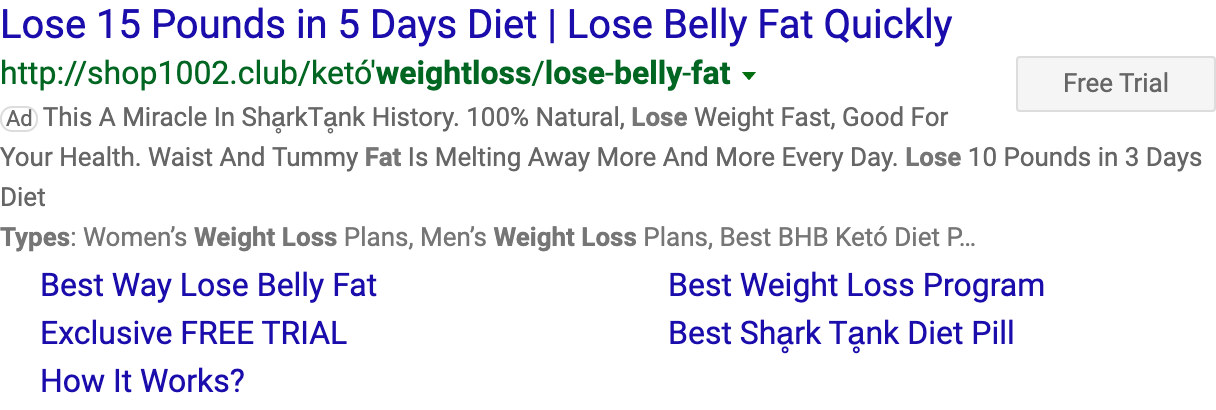 Lose 15 Pounds in 5 Days Diet | Lose Belly Fat Quickly
http://shop1002.club/ketó'weightloss/lose-belly-fat
Free Trial
Ad This A Miracle In Shḁrk​Tḁnk History. 100% Natural, Lose Weight Fast, Good For
Your Health. Waist And Tummy Fat Is Melting Away More And More Every Day. Lose 10 Pounds in 3 Days
Diet
Types: Women’s Weight Loss Plans, Men’s Weight Loss Plans, Best BHB Ketó Diet P...
Best Way Lose Belly Fat
Best Weight Loss Program
Exclusive FREE TRIAL
Best Shḁrk Tḁnk Diet Pill
How It Works?